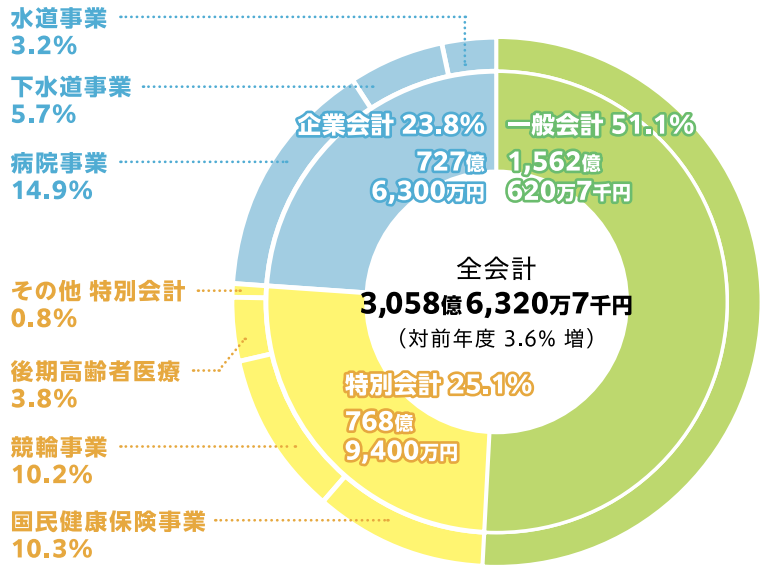 水道事業
3.2%
下水道事業
5.7%
病院事業
14.9%
その他 特別会計
0.8%
後期高齢者医療
3.8%
競輪事業
10.2%
国民健康保険事業
10.3%
企業会計 23.8%
727億
6,300万円
一般会計 51.1%
1,562億
620万7千円
全会計
3,058億6,320万7千円
（対前年度 3.6% 増）
特別会計 25.1%
768億
9,400万円